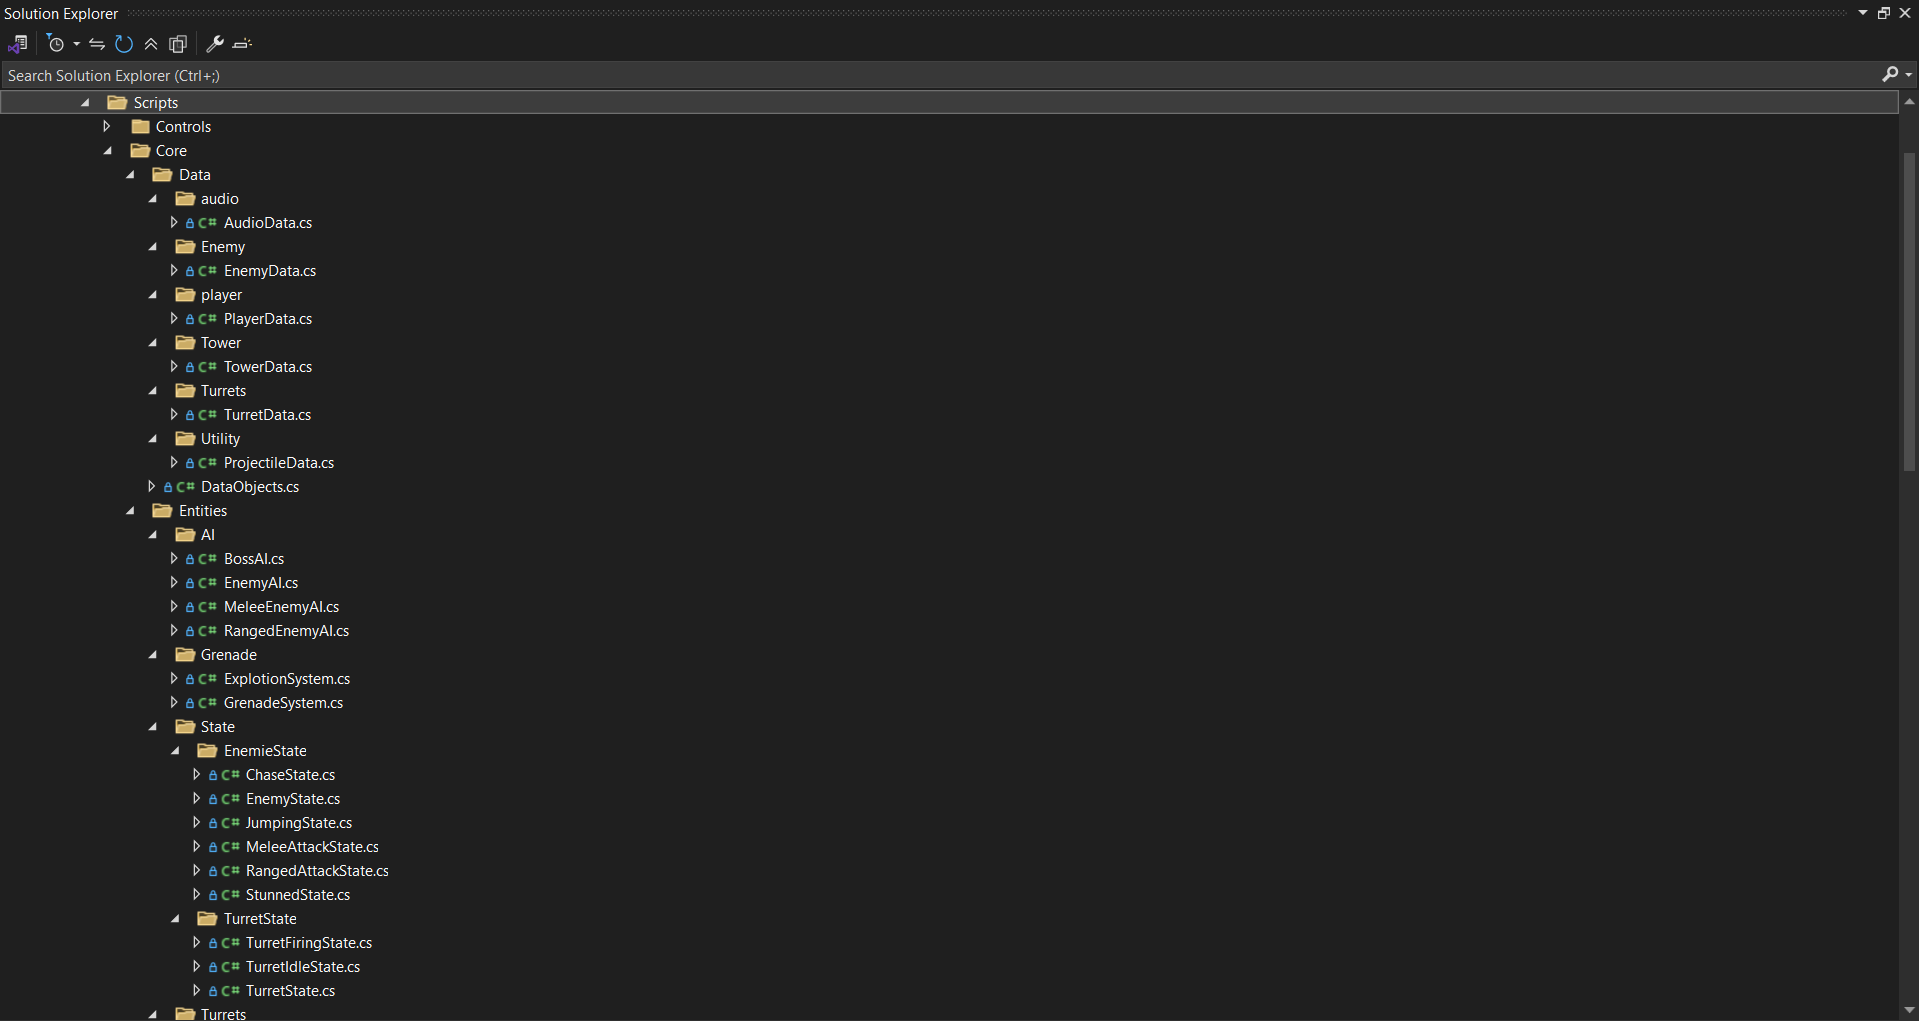 Solution Explorer
Search Solution Explorer (Ctrl+;)
Scripts
Controls
Core
Data
audio
C# AudioData.cs
Enemy
C# EnemyData.cs
player
C# PlayerData.cs
Tower
C# TowerData.cs
Turrets
C# TurretData.cs
Utility
C# ProjectileData.cs
C# DataObjects.cs
Entities
AI
C# BossAI.cs
C# EnemyAI.cs
C# MeleeEnemyAI.cs
C# RangedEnemyAI.cs
Grenade
C# ExplotionSystem.cs
C# GrenadeSystem.cs
State
EnemieState
C# ChaseState.cs
C# EnemyState.cs
C# JumpingState.cs
C# MeleeAttackState.cs
C# RangedAttackState.cs
C# StunnedState.cs
TurretState
C# TurretFiringState.cs
C# TurretIdleState.cs
C# TurretState.cs
Turrets